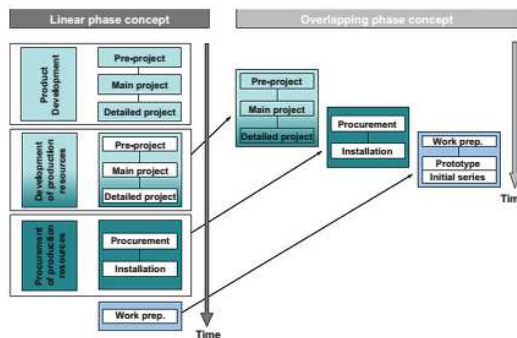 Linear phase concept
Overlapping phase concept
Product
Development
Pre-project
Main project
Detailed project
Development
of production
resources
Pre-project
Main project
Detailed project
Procurement
of production
resources
Procurement
Installation
Work prep.
Time
Pre-project
Main project
Detailed project
Procurement
Installation
Work prep.
Prototype
Initial series
Tim